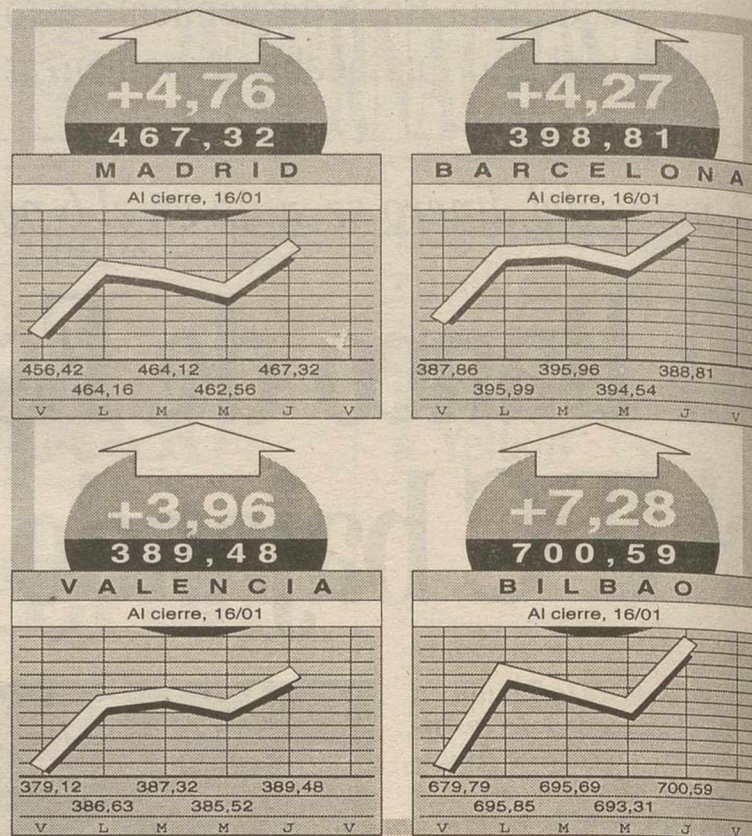 +4,76
467,32
MADRID
Al cierre, 16/01
456,42 464,12 467,32
464,16 462,56
V L M M J V
+4,27
398,81
BARCELONA
Al cierre, 16/01
387,86 395,96 388,81
395,99 394,54
V L M M J V
+3,96
389,48
VALENCIA
Al cierre, 16/01
379,12 387,32 389,48
386,63 385,52
V L M M J V
+7,28
700,59
BILBAO
Al cierre, 16/01
679,79 695,69 700,59
695,85 693,31
V L M M J V